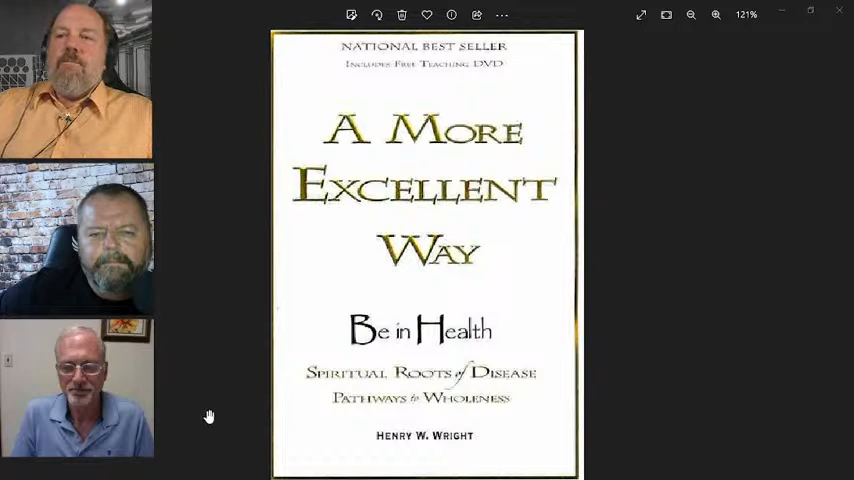 121%
NATIONAL BEST SELLER
INCLUDES FREE TEACHING DVD
A MORE
EXCELLENT
WAY
Be in Health
SPIRITUAL ROOTS of DISEASE
PATHWAYS to WHOLENESS
HENRY W. WRIGHT